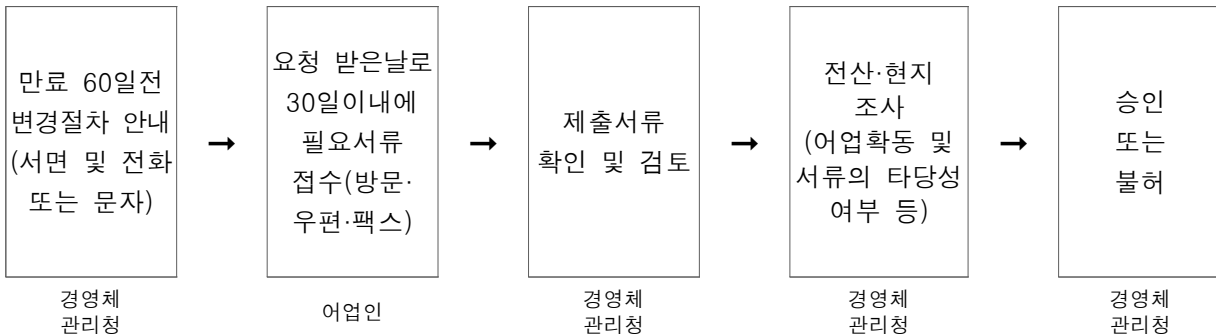 만료 60일전
변경절차 안내
(서면 및 전화
또는 문자)
➞
요청 받은날로
30일이내에
필요서류
접수(방문·
우편·팩스)
➞
제출서류
확인 및 검토
➞
전산·현지
조사
(어업확동 및
서류의 타당성
여부 등)
➞
승인
또는
불허
경영체
관리청
어업인
경영체
관리청
경영체
관리청
경영체
관리청